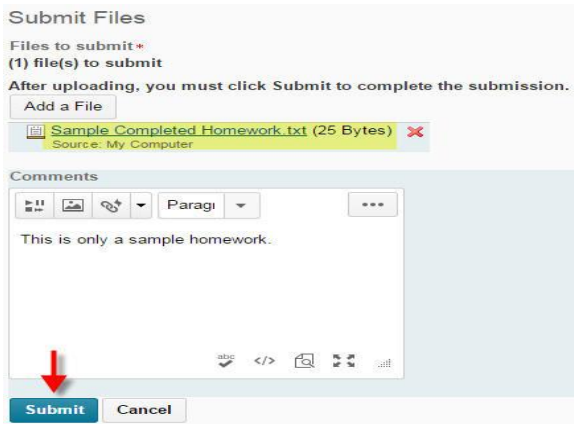 Submit Files
Files to submit *
(1) file(s) to submit
After uploading, you must click Submit to complete the submission.
Add a File
Sample Completed Homework.txt (25 Bytes)
Source: My Computer
Comments
Paragı
This is only a sample homework.
abc </>
Submit Cancel